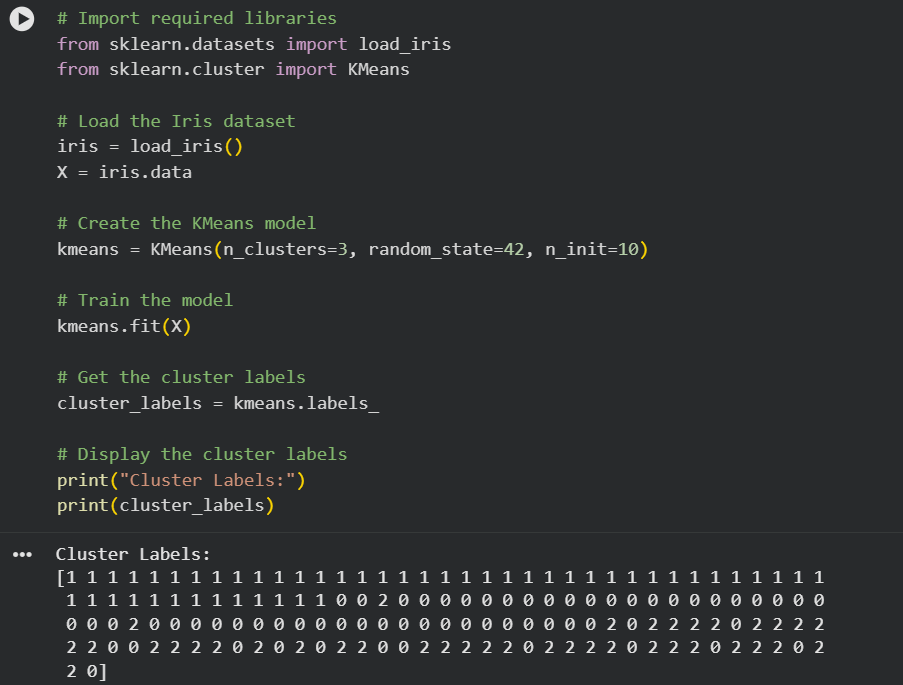 # Import required libraries
from sklearn.datasets import load_iris
from sklearn.cluster import KMeans
# Load the Iris dataset
iris = load_iris()
X = iris.data
# Create the KMeans model
kmeans = KMeans(n_clusters=3, random_state=42, n_init=10)
# Train the model
kmeans.fit(X)
# Get the cluster labels
cluster_labels = kmeans.labels_
# Display the cluster labels
print("Cluster Labels:")
print(cluster_labels)
Cluster Labels:
[1 1 1 1 1 1 1 1 1 1 1 1 1 1 1 1 1 1 1 1 1 1 1 1 1 1 1 1 1 1 1 1 1 1 1 1 1
1 1 1 1 1 1 1 1 1 1 1 1 1 0 0 2 0 0 0 0 0 0 0 0 0 0 0 0 0 0 0 0 0 0 0 0 0
0 0 0 2 0 0 0 0 0 0 0 0 0 0 0 0 0 0 0 0 0 0 0 0 0 0 2 0 2 2 2 2 0 2 2 2 2
2 2 0 0 2 2 2 2 0 2 0 2 0 2 2 0 0 2 2 2 2 2 0 2 2 2 2 0 2 2 2 0 2 2 2 0 2
2 0]